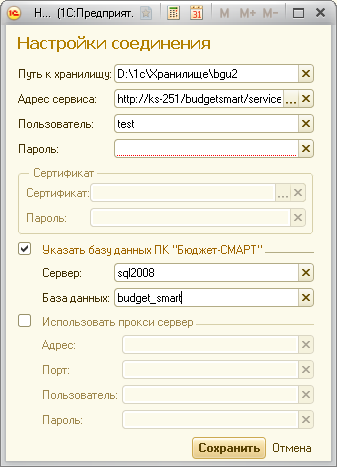 Н... (1С:Предприят. M M+ M-
Настройки соединения
Путь к хранилищу: D:\1c\Хранилище\bgu2
Адрес сервиса: http://ks-251/budgetsmart/service ...
Пользователь: test
Пароль:
Сертификат
Сертификат: ...
Пароль:
Указать базу данных ПК "Бюджет-СМАРТ"
Сервер: sql2008
База данных: budget_smart
Использовать прокси сервер
Адрес:
Порт:
Пользователь:
Пароль:
Сохранить Отмена